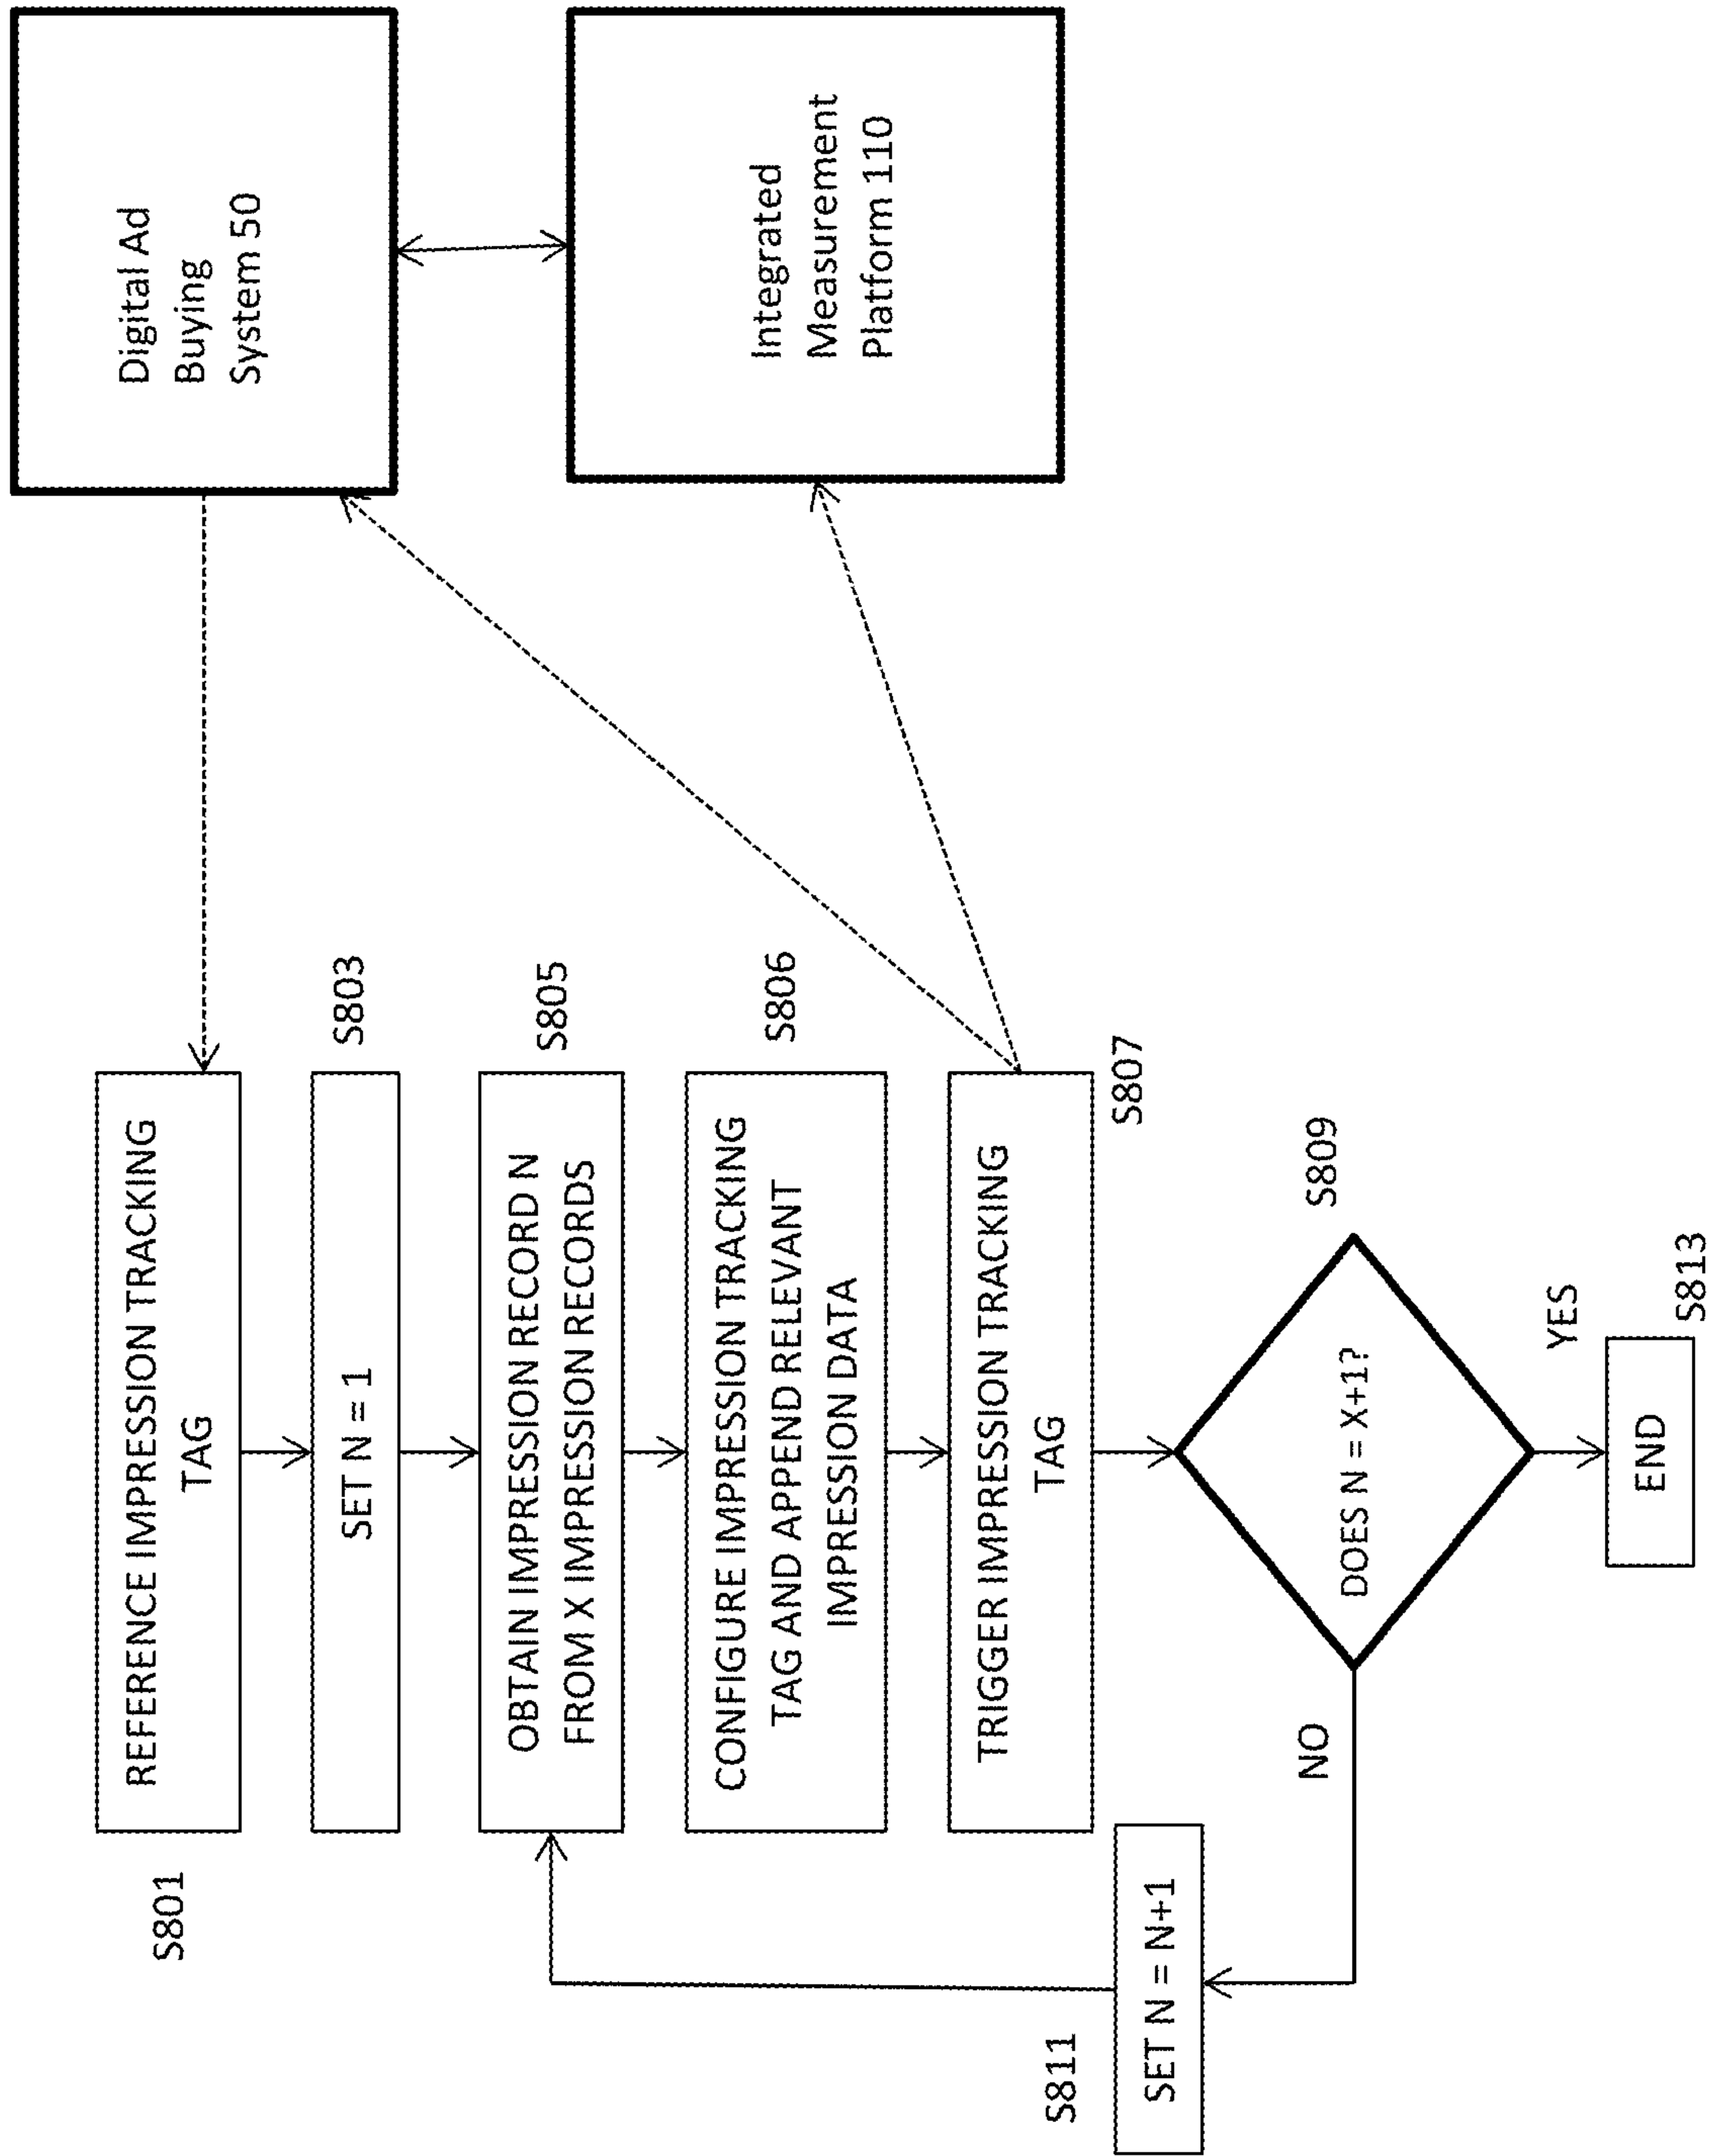 S801
REFERENCE IMPRESSION TRACKING
TAG
Digital Ad
Buying
System 50
SET N = 1
S803
OBTAIN IMPRESSION RECORD N
FROM X IMPRESSION RECORDS
S805
CONFIGURE IMPRESSION TRACKING
TAG AND APPEND RELEVANT
IMPRESSION DATA
S806
Integrated
Measurement
Platform 110
TRIGGER IMPRESSION TRACKING
TAG
S807
S811
SET N = N+1
NO
DOES N = X+1?
S809
YES
END
S813